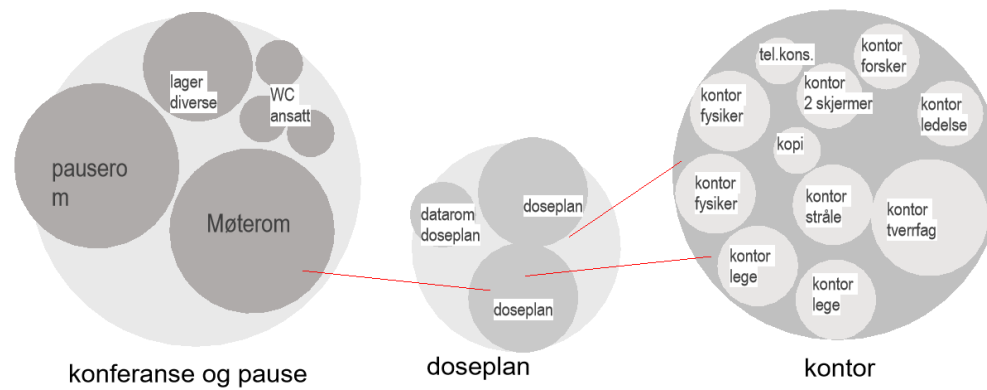 lager
diverse
WC
ansatt
pausero
m
Møterom
konferanse og pause
datarom
doseplan
doseplan
doseplan
doseplan
tel.kons.
kontor
forsker
kontor
fysiker
kontor
2 skjermer
kontor
ledelse
kopi
kontor
fysiker
kontor
stråle
kontor
tverrfag
kontor
lege
kontor
lege
kontor